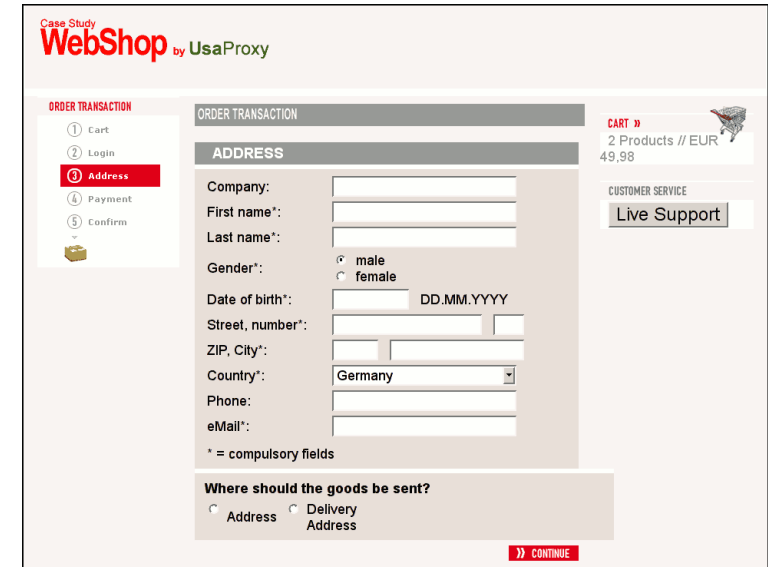 Case Study
WebShop by UsaProxy
ORDER TRANSACTION
1 Cart
2 Login
3 Address
4 Payment
5 Confirm
ORDER TRANSACTION
ADDRESS
Company:
First name*:
Last name*:
Gender*:
male
female
Date of birth*:
DD.MM.YYYY
Street, number*:
ZIP, City*:
Country*:
Germany
Phone:
eMail*:
* = compulsory fields
Where should the goods be sent?
Address
Delivery
Address
CONTINUE
CART »
2 Products // EUR
49,98
CUSTOMER SERVICE
Live Support